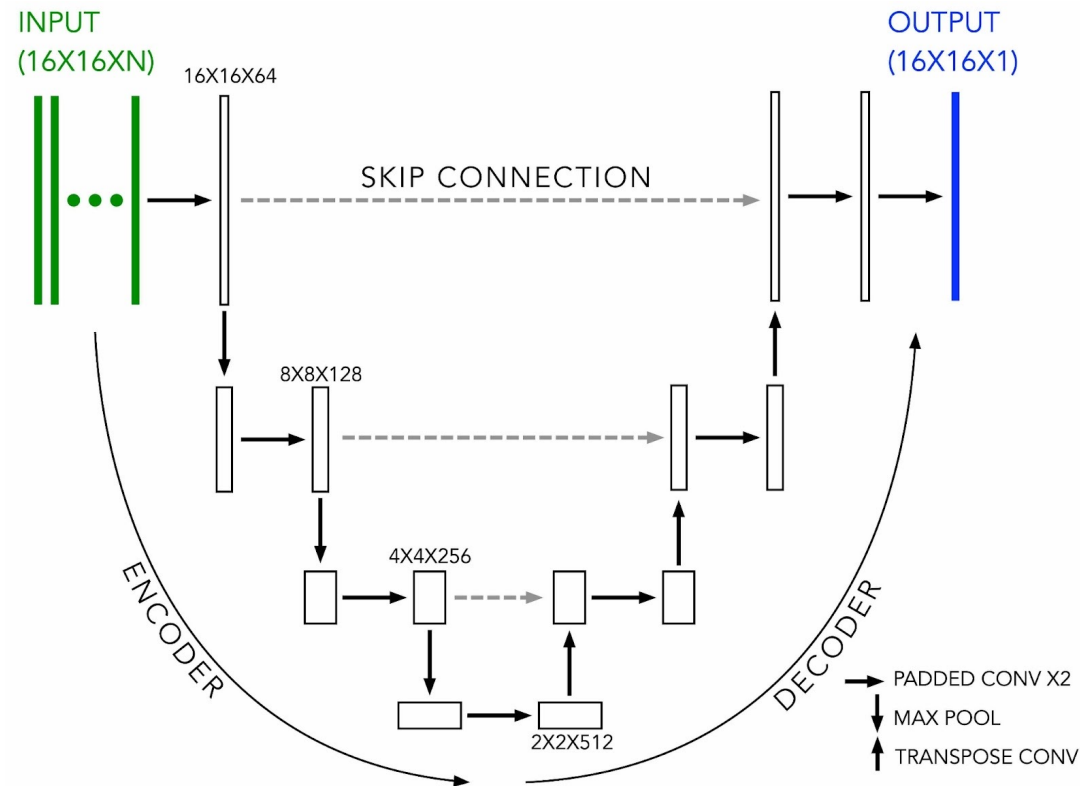 INPUT
(16X16XN)
OUTPUT
(16X16X1)
16X16X64
SKIP CONNECTION
8X8X128
4X4X256
ENCODER
DECODER
2X2X512
PADDED CONV X2
MAX POOL
TRANSPOSE CONV